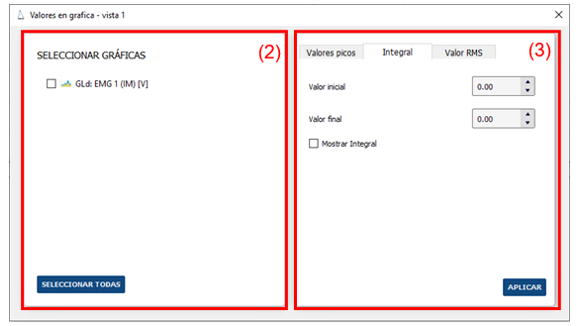 Valores en grafica - vista 1
SELECCIONAR GRÁFICAS
(2)
GLd: EMG 1 (IM) [V]
SELECCIONAR TODAS
Valores picos
Integral
Valor RMS
(3)
Valor inicial
0.00
Valor final
0.00
Mostrar Integral
APLICAR